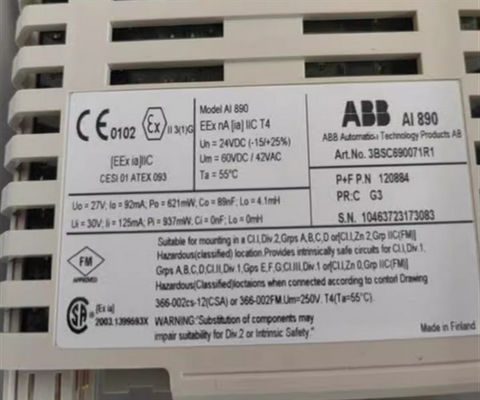 CE 0102 Ex II 3(1)G
[EEx ia]IIC
CESI 01 ATEX 093
Model AI 890
EEx nA [ia] IIC T4
Un = 24VDC (-15/+25%)
Um = 60VDC / 42VAC
Ta = 55°C
ABB AI 890
ABB Automation Technology Products AB
Art.No. 3BSC690071R1
P+F P.N 120884
PR:C G3
S.N. 10463723173083
Uo = 27V; Io = 92mA; Po = 621mW; Co = 89nF; Lo = 4.1mH
Ui = 30V; Ii = 125mA; Pi = 937mW; Ci = 0nF; Lo = 0mH
FM
APPROVED
SA
[Ex ia]
2003.1399683X
Suitable for mounting in a Cl.I,Div.2,Grps A,B,C,D or[Cl.I,Zn 2,Grp IIC(FM)]
Hazardous(classified) location.Provides intrinsically safe circuits for Cl.I,Div.1.
Grps A,B,C,D,Cl.II,Div.1,Gps E,F,G,Cl.III,Div.1 or[Cl.I,Zn 0,Grp IIC(FM)]
Hazardous(Classified)loctaions when connected according to contorl Drawing
366-002cs-12(CSA) or 366-002FM.Um=250V. T4(Ta=55°C).
WARNING:"Substitution of components may
impair suitability for Div.2 or Intrinsic Safety."
Made in Finland